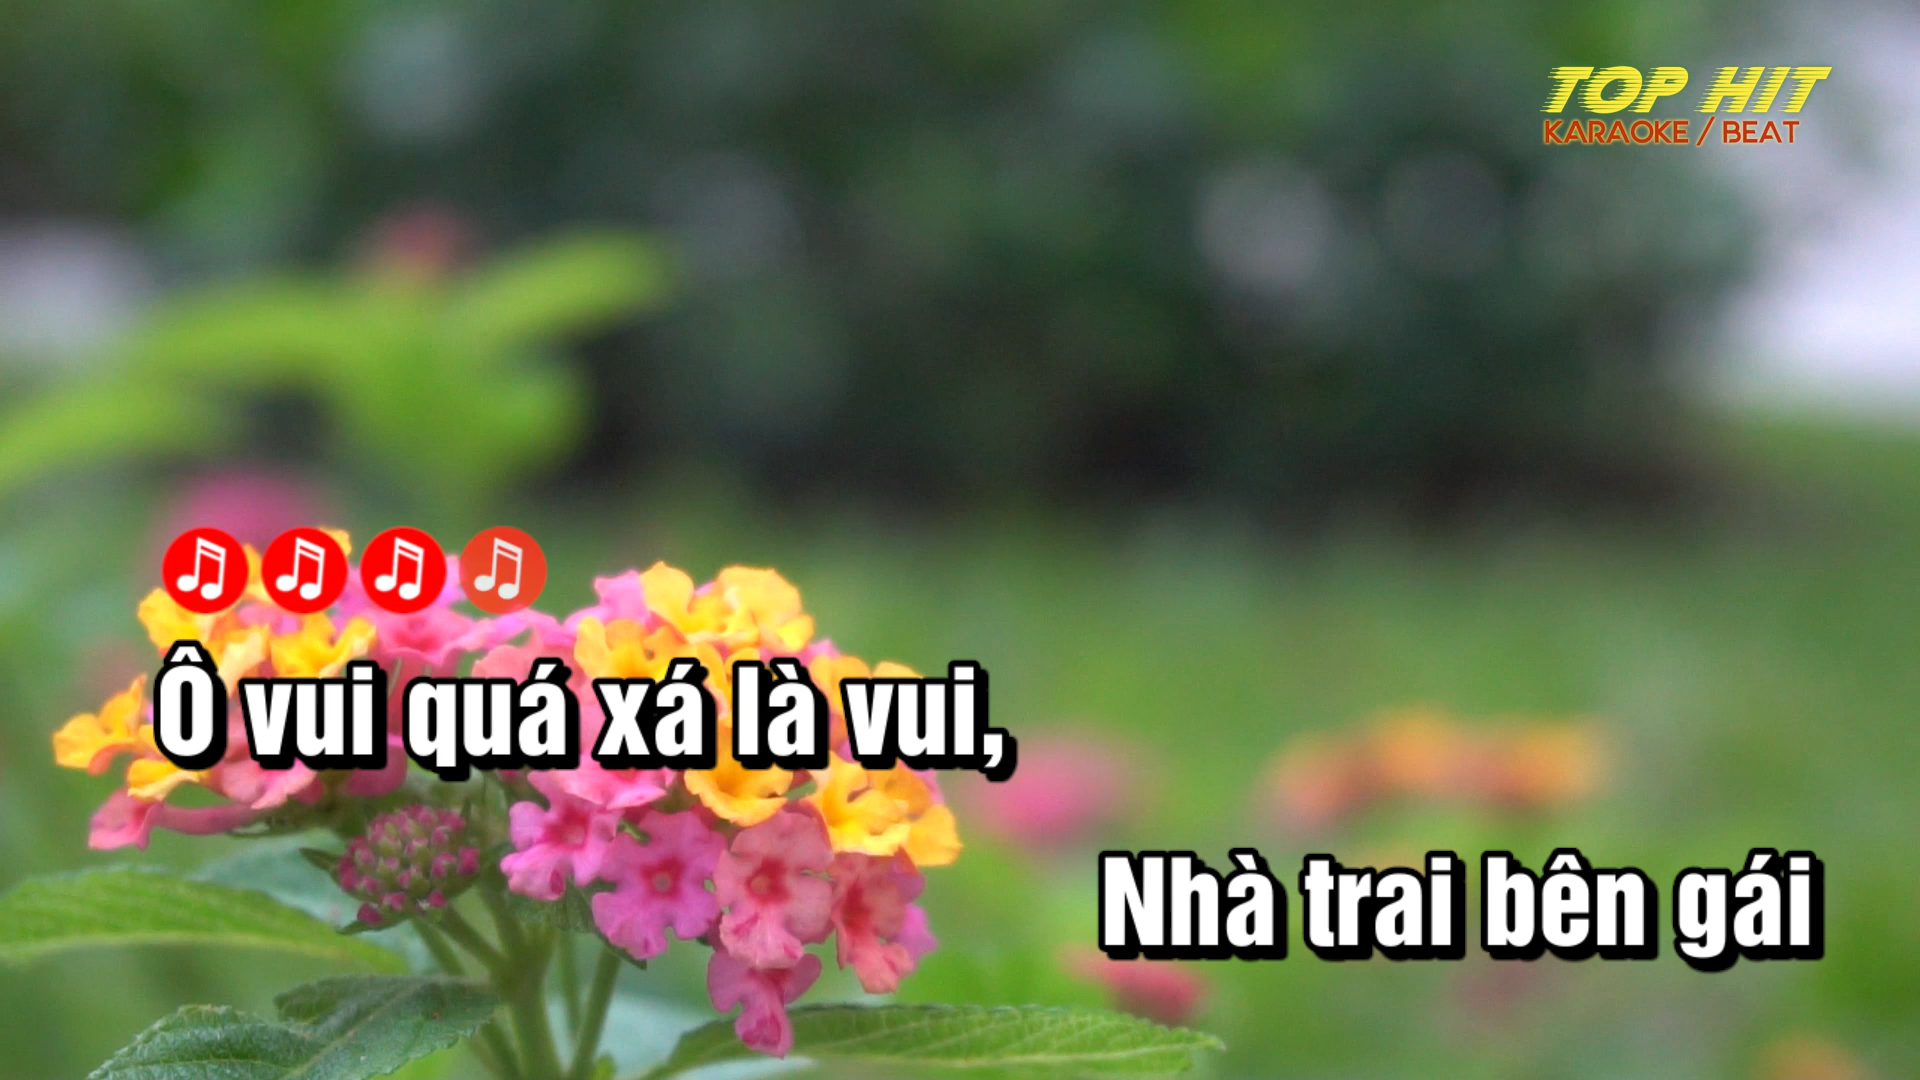 TOP HIT
KARAOKE / BEAT
Ô vui quá xá là vui,
Nhà trai bên gái